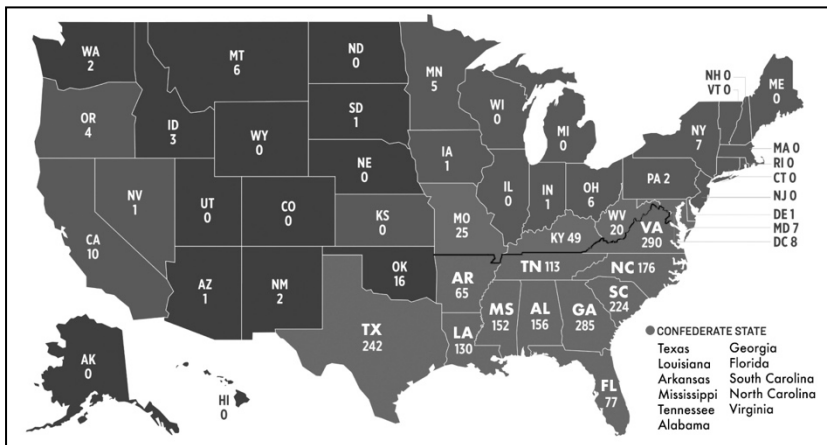 WA
2
MT
6
ND
0
MN
5
OR
4
ID
3
WY
0
SD
1
WI
0
MI
0
NH 0
VT 0
ME
0
NY
7
MA 0
RI 0
CT 0
NJ 0
DE 1
MD 7
DC 8
NV
1
UT
0
CO
0
NE
0
IA
1
IL
0
IN
1
OH
6
PA 2
WV
20
VA
290
CA
10
AZ
1
NM
2
KS
0
OK
16
MO
25
KY 49
TN 113
NC 176
SC
224
AR
65
MS
152
AL
156
GA
285
TX
242
LA
130
FL
77
AK
0
HI
0
CONFEDERATE STATE
Texas
Louisiana
Arkansas
Mississippi
Tennessee
Alabama
Georgia
Florida
South Carolina
North Carolina
Virginia